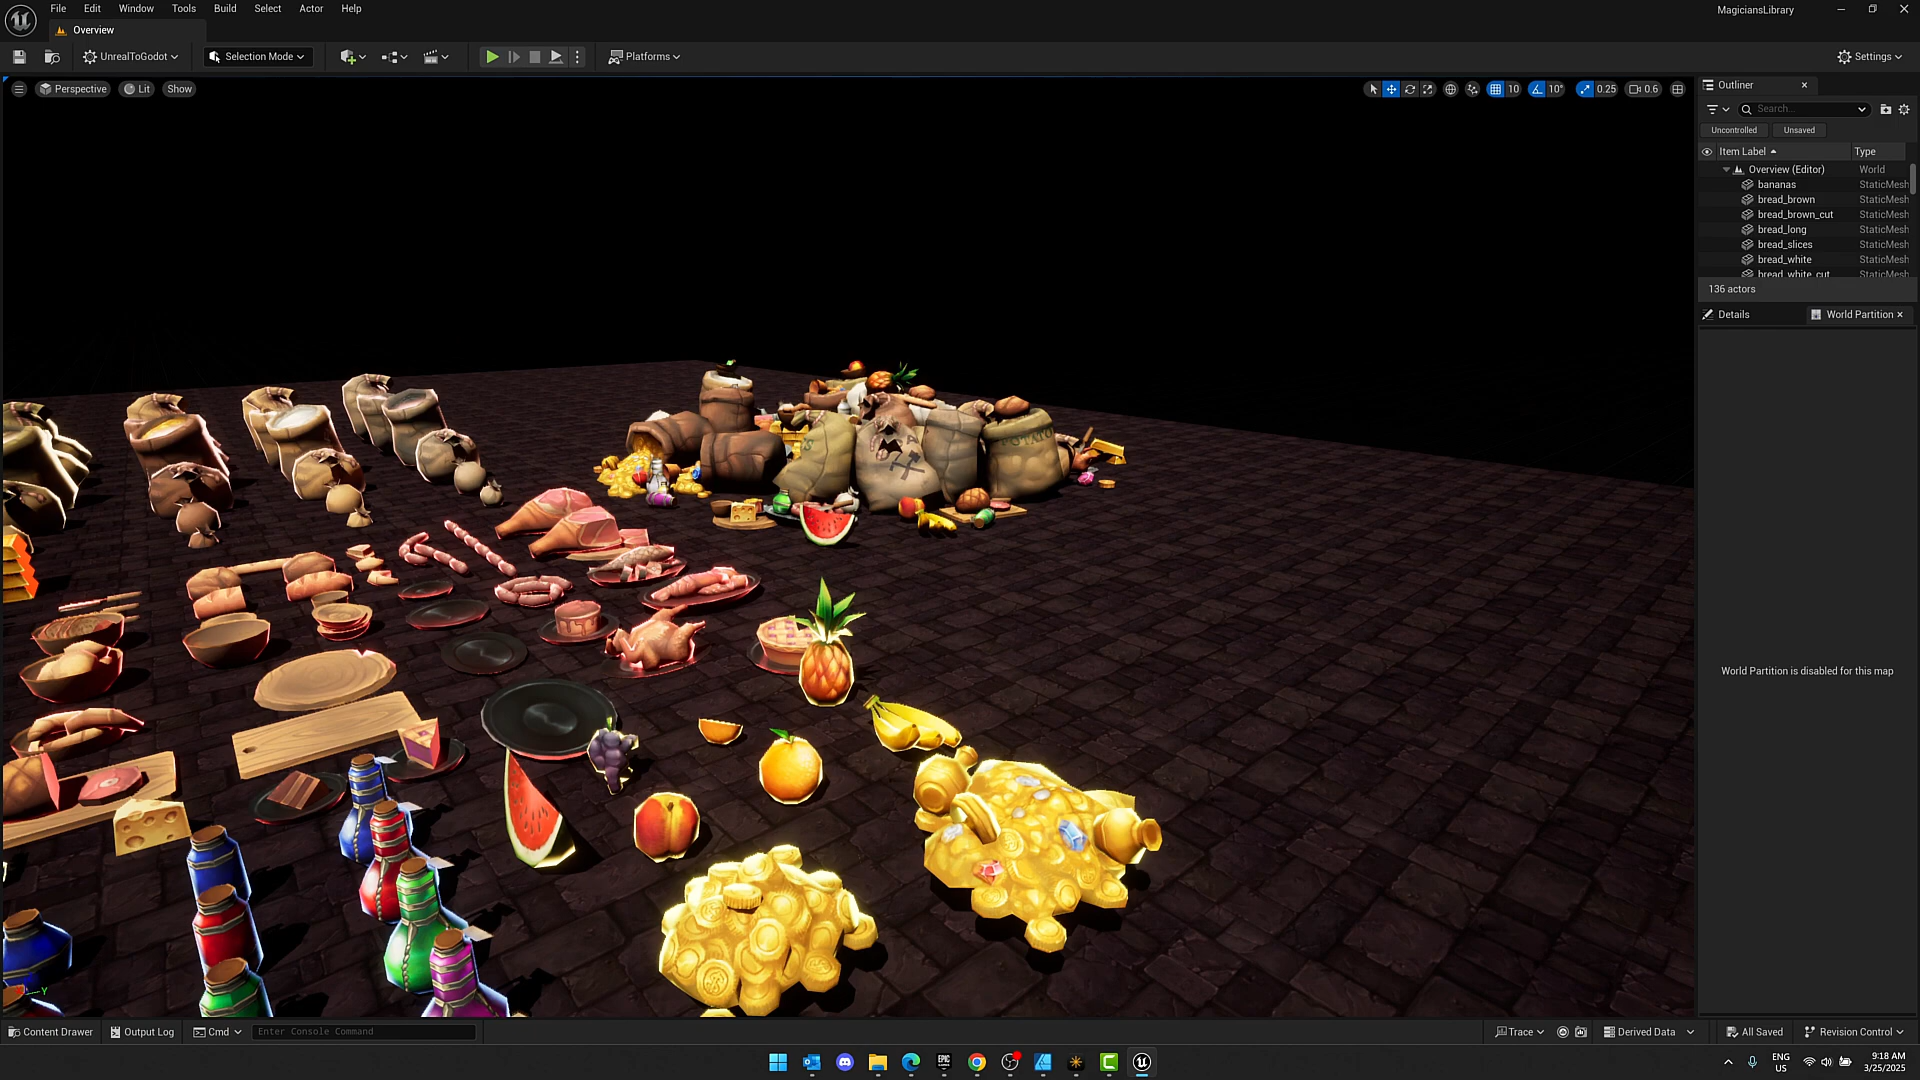 File Edit Window Tools Build Select Actor Help
MagiciansLibrary
Overview
UnrealToGodot
Selection Mode
Platforms
Settings
Perspective
Lit
Show
10
10°
0.25
0.6
Outliner
Search...
Uncontrolled
Unsaved
Item Label
Type
Overview (Editor) World
bananas StaticMesh
bread_brown StaticMesh
bread_brown_cut StaticMesh
bread_long StaticMesh
bread_slices StaticMesh
bread_white StaticMesh
bread_white_cut StaticMesh
136 actors
Details
World Partition
World Partition is disabled for this map
Y
Content Drawer
Output Log
Cmd
Enter Console Command
Trace
Derived Data
All Saved
Revision Control
EPIC
ENG
US
9:18 AM
3/25/2025